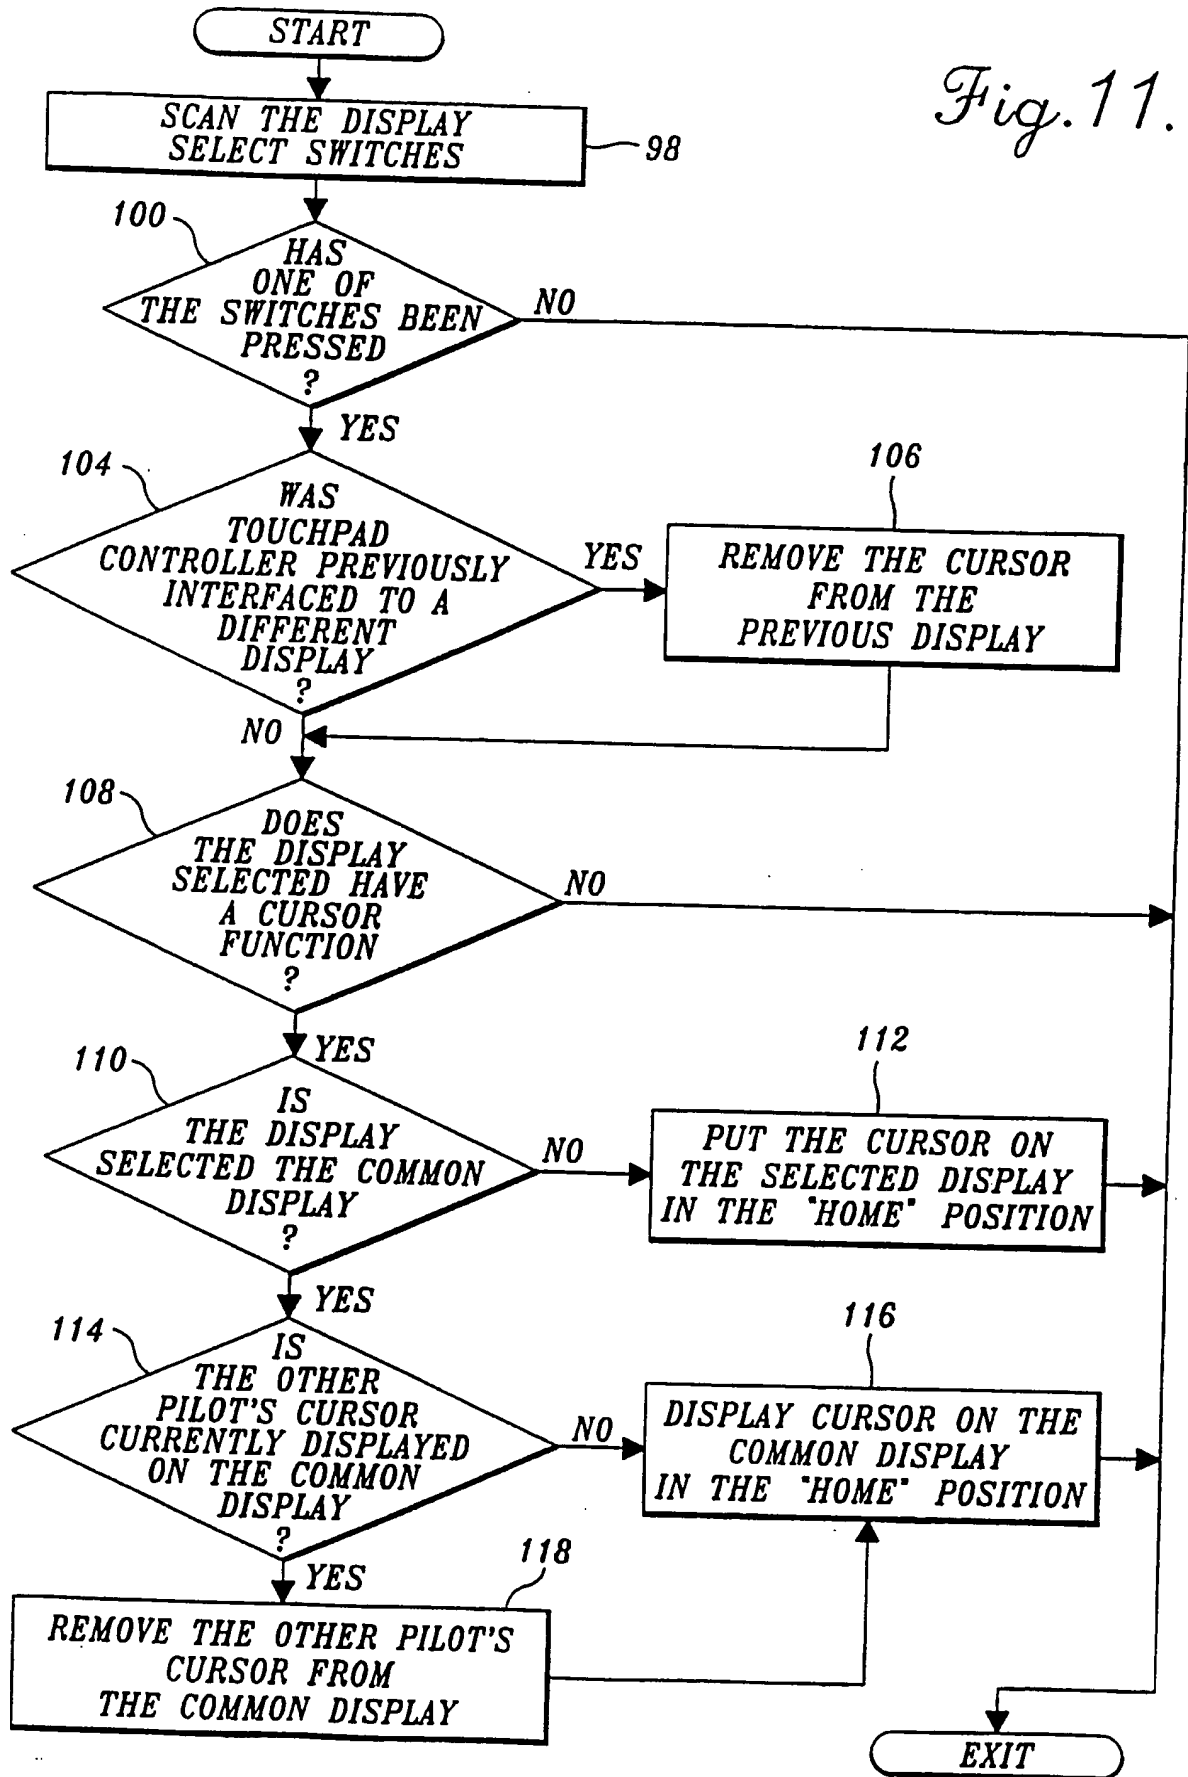 START
Fig. 11.
SCAN THE DISPLAY
SELECT SWITCHES
98
100
HAS
ONE OF
THE SWITCHES BEEN
PRESSED
?
NO
YES
104
WAS
TOUCHPAD
CONTROLLER PREVIOUSLY
INTERFACED TO A
DIFFERENT
DISPLAY
?
YES
106
REMOVE THE CURSOR
FROM THE
PREVIOUS DISPLAY
NO
108
DOES
THE DISPLAY
SELECTED HAVE
A CURSOR
FUNCTION
?
NO
YES
110
IS
THE DISPLAY
SELECTED THE COMMON
DISPLAY
?
NO
112
PUT THE CURSOR ON
THE SELECTED DISPLAY
IN THE "HOME" POSITION
YES
114
IS
THE OTHER
PILOT'S CURSOR
CURRENTLY DISPLAYED
ON THE COMMON
DISPLAY
?
NO
116
DISPLAY CURSOR ON THE
COMMON DISPLAY
IN THE "HOME" POSITION
YES
118
REMOVE THE OTHER PILOT'S
CURSOR FROM
THE COMMON DISPLAY
EXIT